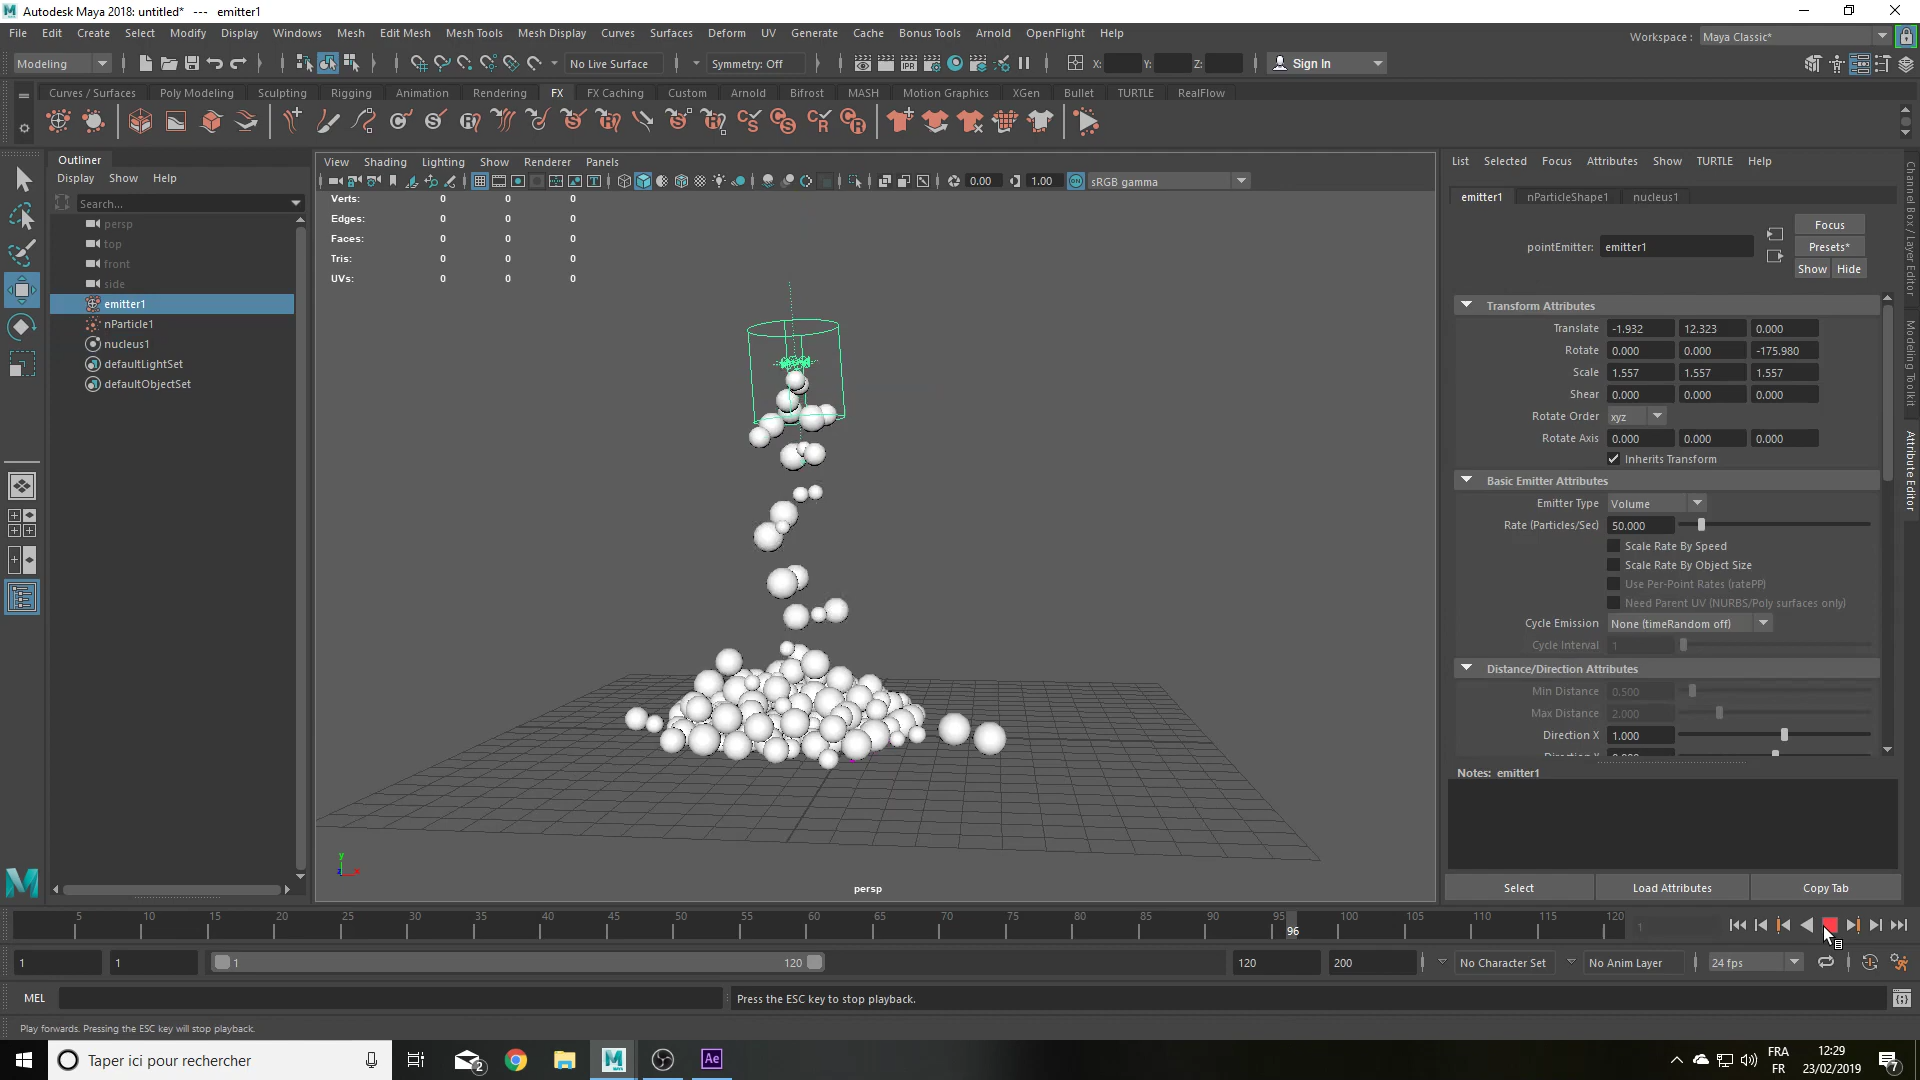 Autodesk Maya 2018: untitled* --- emitter1
File Edit Create Select Modify Display Windows Mesh Edit Mesh Mesh Tools Mesh Display Curves Surfaces Deform UV Generate Cache Bonus Tools Arnold OpenFlight Help
Workspace : Maya Classic*
Modeling No Live Surface Symmetry: Off X: Y: Z: Sign In
Curves / Surfaces Poly Modeling Sculpting Rigging Animation Rendering FX FX Caching Custom Arnold Bifrost MASH Motion Graphics XGen Bullet TURTLE RealFlow
Outliner
Display Show Help
Search...
persp
top
front
side
emitter1
nParticle1
nucleus1
defaultLightSet
defaultObjectSet
View Shading Lighting Show Renderer Panels
0.00 1.00 ON sRGB gamma
Verts: 0 0 0
Edges: 0 0 0
Faces: 0 0 0
Tris: 0 0 0
UVs: 0 0 0
y
z x
persp
List Selected Focus Attributes Show TURTLE Help
emitter1 nParticleShape1 nucleus1
pointEmitter: emitter1
Focus
Presets*
Show Hide
Transform Attributes
Translate -1.932 12.323 0.000
Rotate 0.000 0.000 -175.980
Scale 1.557 1.557 1.557
Shear 0.000 0.000 0.000
Rotate Order xyz
Rotate Axis 0.000 0.000 0.000
Inherits Transform
Basic Emitter Attributes
Emitter Type Volume
Rate (Particles/Sec) 50.000
Scale Rate By Speed
Scale Rate By Object Size
Use Per-Point Rates (ratePP)
Need Parent UV (NURBS/Poly surfaces only)
Cycle Emission None (timeRandom off)
Cycle Interval 1
Distance/Direction Attributes
Min Distance 0.500
Max Distance 2.000
Direction X 1.000
Notes: emitter1
Select Load Attributes Copy Tab
Channel Box / Layer Editor
Modeling Toolkit
Attribute Editor
5 10 15 20 25 30 35 40 45 50 55 60 65 70 75 80 85 90 95 100 105 110 115 120
96
1
1 1 1 120 120 200 No Character Set No Anim Layer 24 fps
MEL Press the ESC key to stop playback.
Play forwards. Pressing the ESC key will stop playback.
Taper ici pour rechercher
2
MAYA
Ae
FRA
FR
12:29
23/02/2019
7